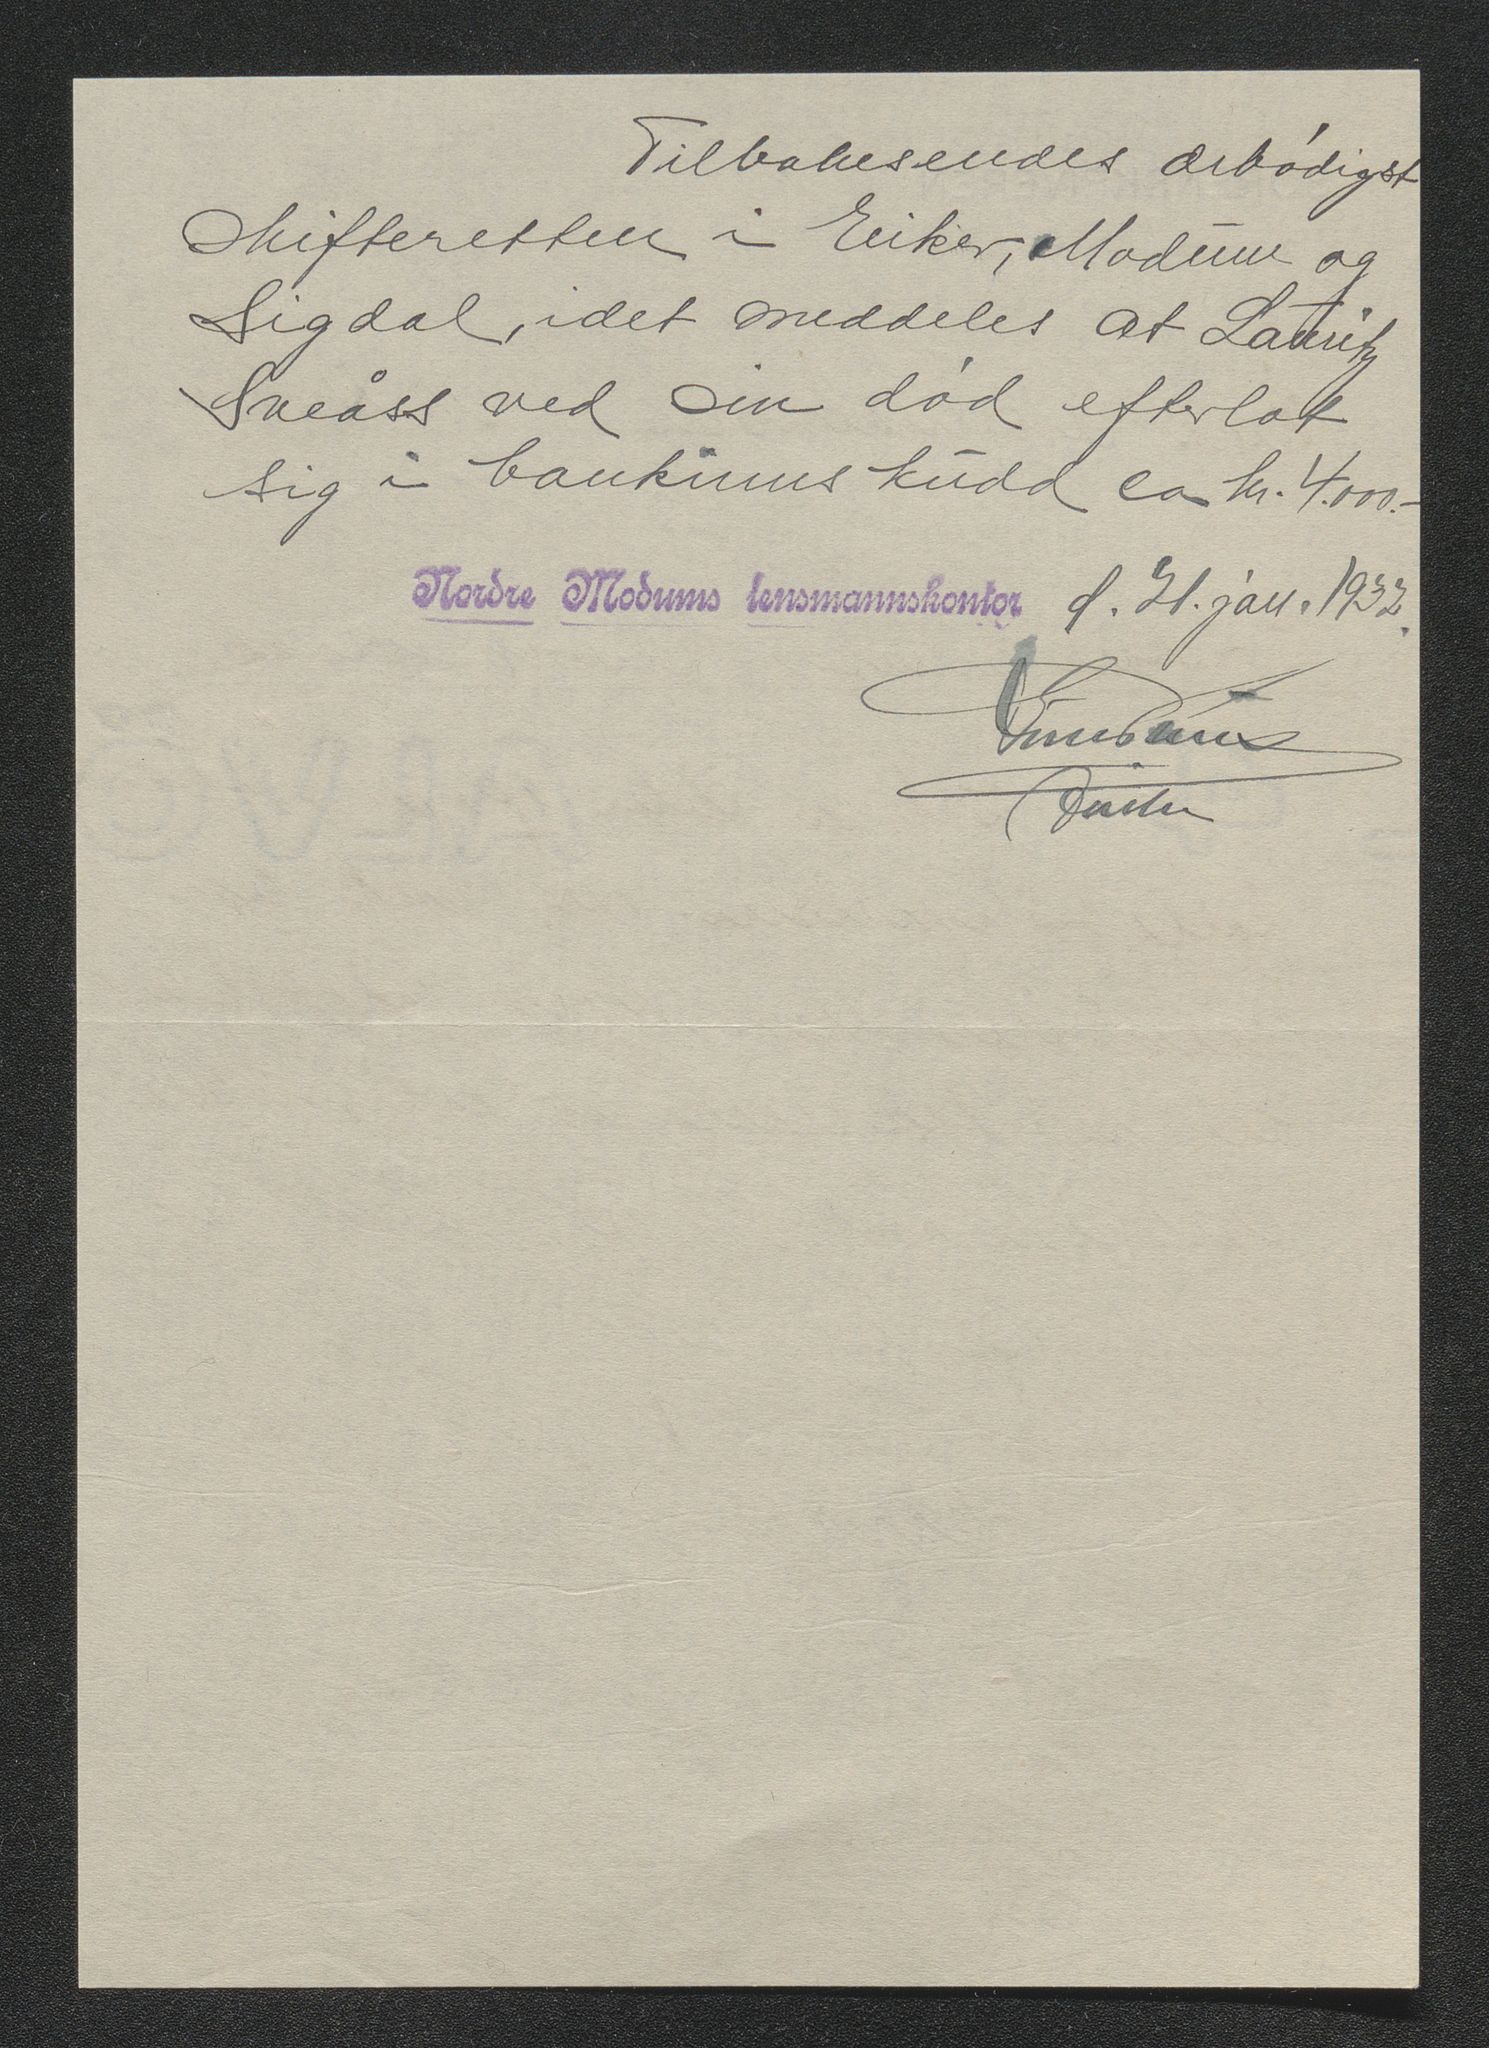 Tilbakesendes ærbødigst
skifteretten i Eiker, Modum og
Sigdal, idet meddeles at Lauritz
Sveåss ved sin død efterlot
sig i bankinnskudd ca kr. 4.000.-
Nordre Modums lensmannskontor d. 21. jan. 1932.